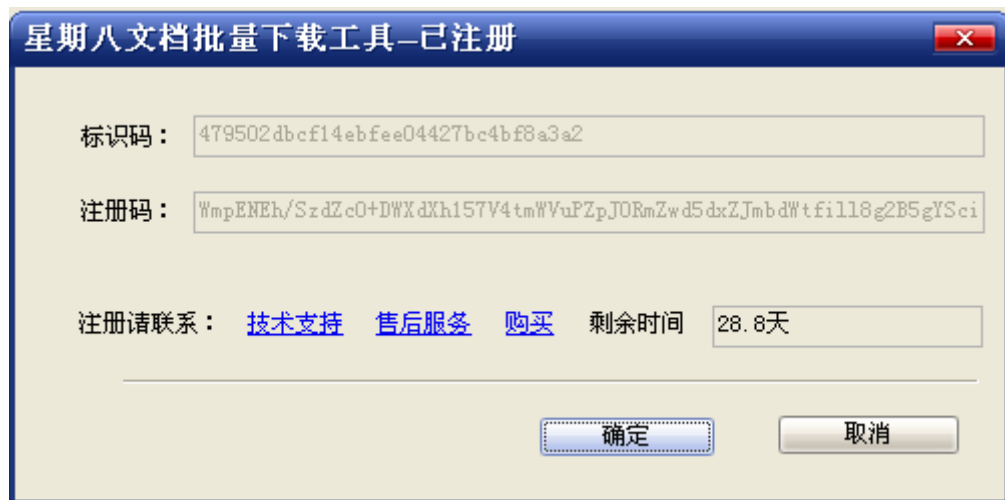 星期八文档批量下载工具—已注册
标识码：479502dbcf14ebfee04427bc4bf8a3a2
注册码：WmpENEh/SzdZcO+DWXdXh157V4tmWVuPZpJORmZwd5dxZJmbdWtfill8g2B5gYSci
注册请联系：技术支持 售后服务 购买 剩余时间 28.8天
确定 取消